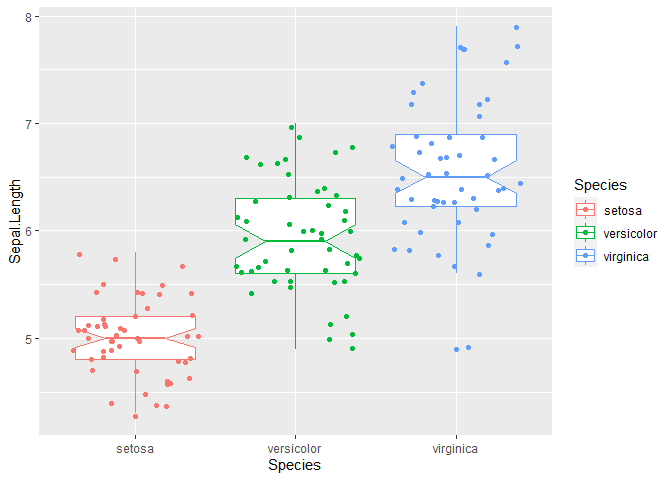 8
7
6
5
Sepal.Length
setosa
versicolor
virginica
Species
Species
setosa
versicolor
virginica